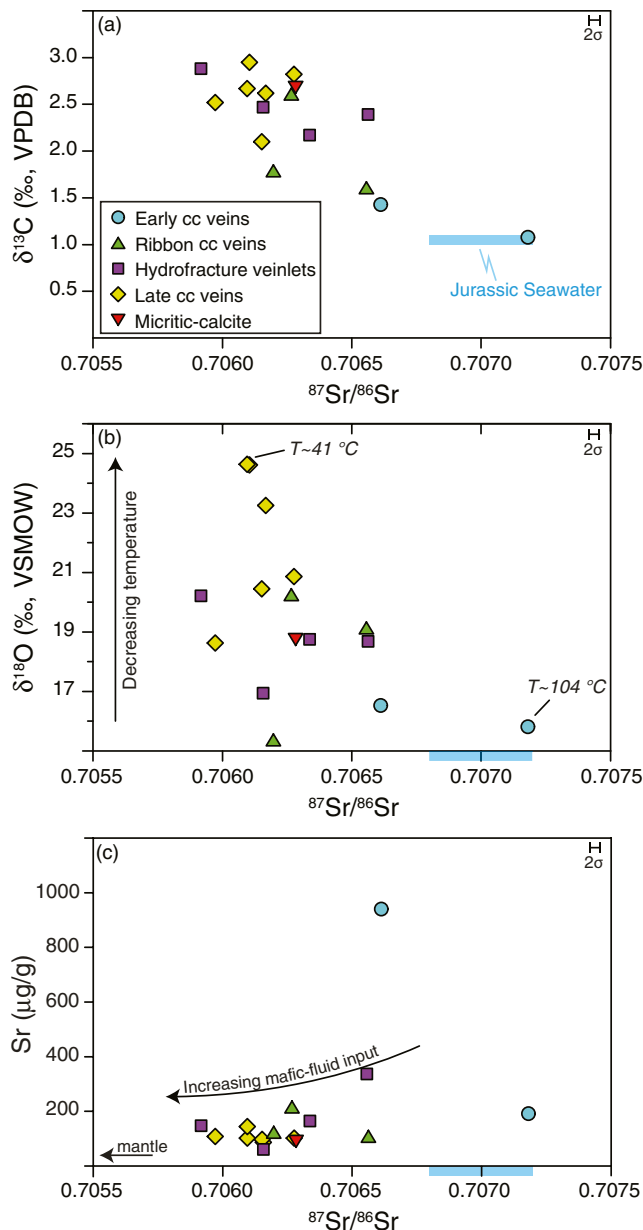 (a)
2σ
δ13C (‰, VPDB)
3.0
2.5
2.0
1.5
1.0
0.5
Early cc veins
Ribbon cc veins
Hydrofracture veinlets
Late cc veins
Micritic-calcite
Jurassic Seawater
0.7055 0.7060 0.7065 0.7070 0.7075
87Sr/86Sr
(b)
2σ
δ18O (‰, VSMOW)
25
23
21
19
17
Decreasing temperature
T~41 °C
T~104 °C
0.7055 0.7060 0.7065 0.7070 0.7075
87Sr/86Sr
(c)
2σ
Sr (μg/g)
1000
800
600
400
200
Increasing mafic-fluid input
mantle
0.7055 0.7060 0.7065 0.7070 0.7075
87Sr/86Sr